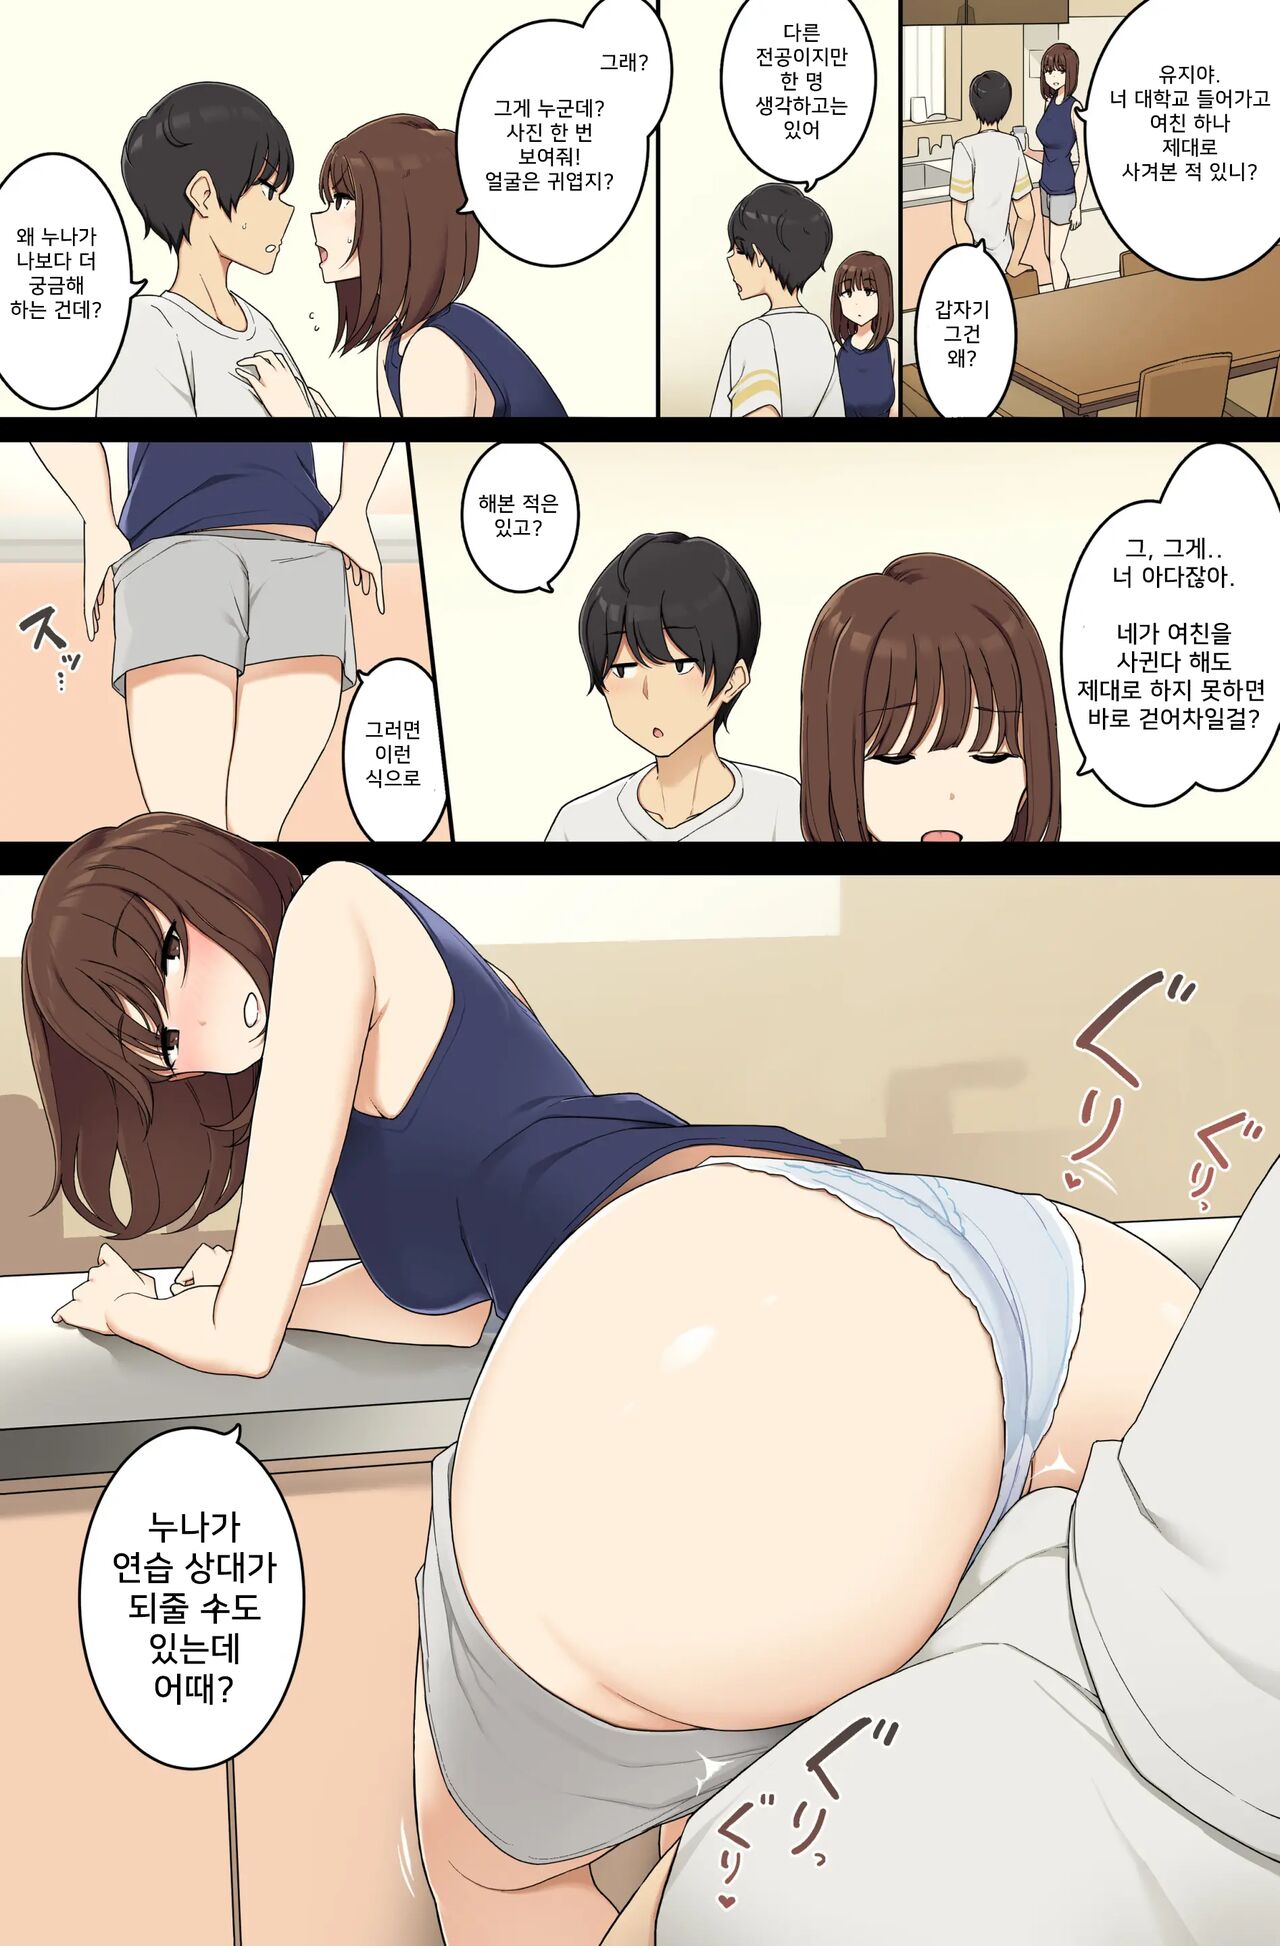 유지야.
너 대학교 들어가고
여친 하나
제대로
사겨본 적 있니?
갑자기
그건
왜?
다른
전공이지만
한 명
생각하고는
있어
그래?
그게 누군데?
사진 한 번
보여줘!
얼굴은 귀엽지?
왜 누나가
나보다 더
궁금해
하는 건데?
그, 그게..
너 아다잖아.
네가 여친을
사귄다 해도
제대로 하지 못하면
바로 걷어차일걸?
해본 적은
있고?
그러면
이런
식으로
スッ…
ぐりっ
ぐり
누나가
연습 상대가
되줄 수도
있는데
어때?
ぐりっ
ぐり